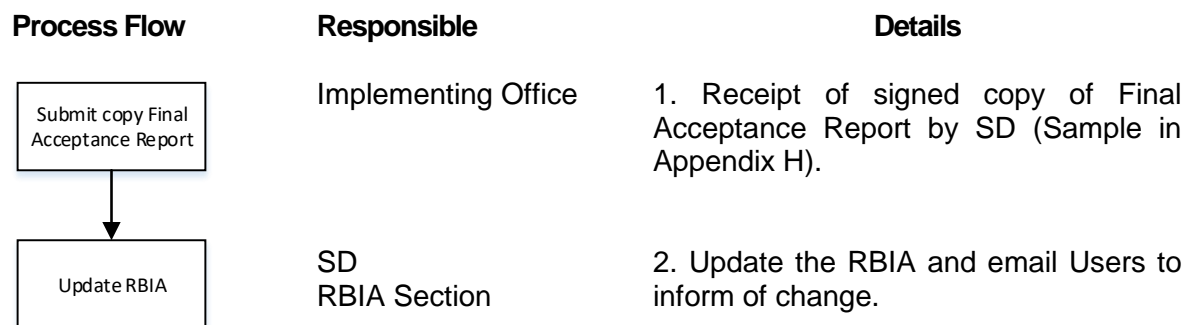 Process Flow Responsible Details
Submit copy Final
Acceptance Report
Implementing Office
1. Receipt of signed copy of Final
Acceptance Report by SD (Sample in
Appendix H).
Update RBIA
SD
RBIA Section
2. Update the RBIA and email Users to
inform of change.